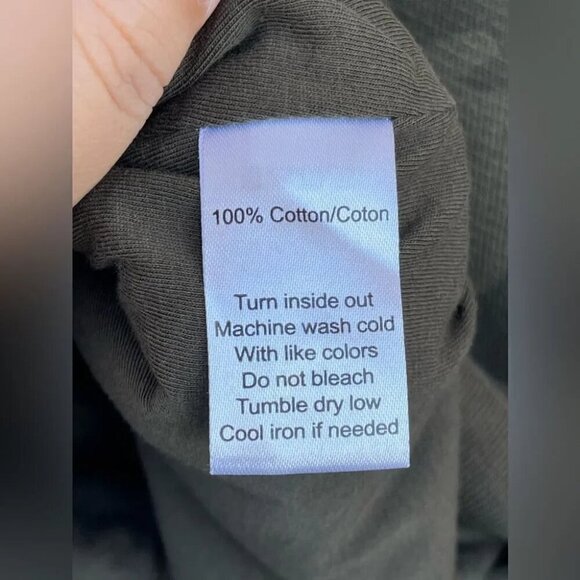 100% Cotton/Coton
Turn inside out
Machine wash cold
With like colors
Do not bleach
Tumble dry low
Cool iron if needed